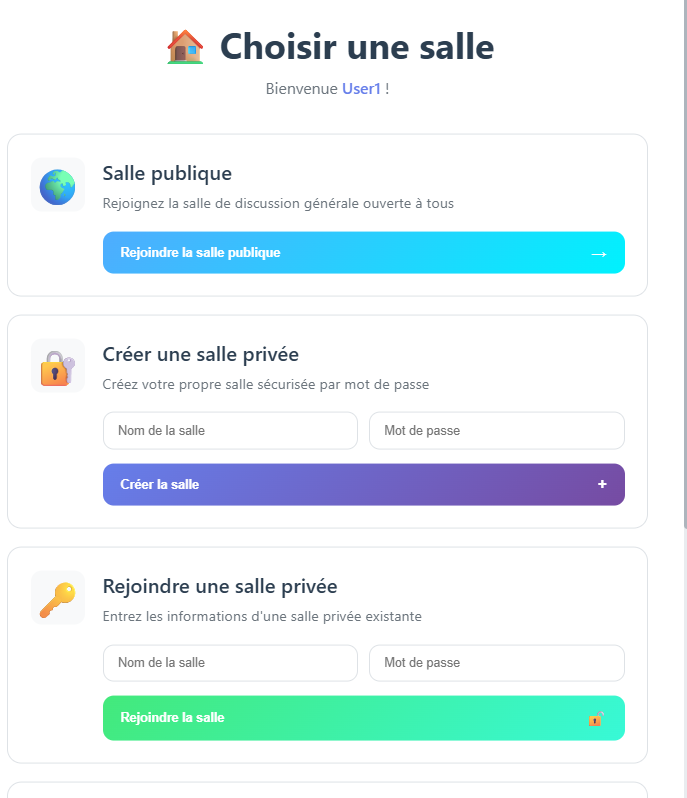 Choisir une salle
Bienvenue User1 !
Salle publique
Rejoignez la salle de discussion générale ouverte à tous
Rejoindre la salle publique →
Créer une salle privée
Créez votre propre salle sécurisée par mot de passe
Nom de la salle Mot de passe
Créer la salle +
Rejoindre une salle privée
Entrez les informations d'une salle privée existante
Nom de la salle Mot de passe
Rejoindre la salle